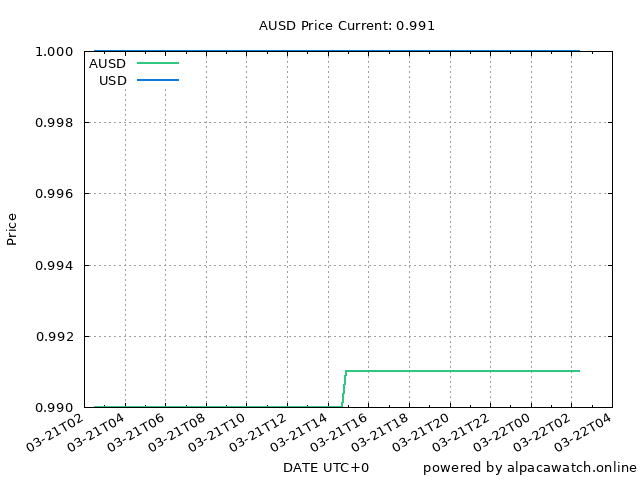 AUSD Price Current: 0.991
1.000
AUSD
USD
0.998
0.996
Price
0.994
0.992
0.990
03-21T02
03-21T04
03-21T06
03-21T08
03-21T10
03-21T12
03-21T14
03-21T16
03-21T18
03-21T20
03-21T22
03-22T00
03-22T02
03-22T04
DATE UTC+0
powered by alpacawatch.online